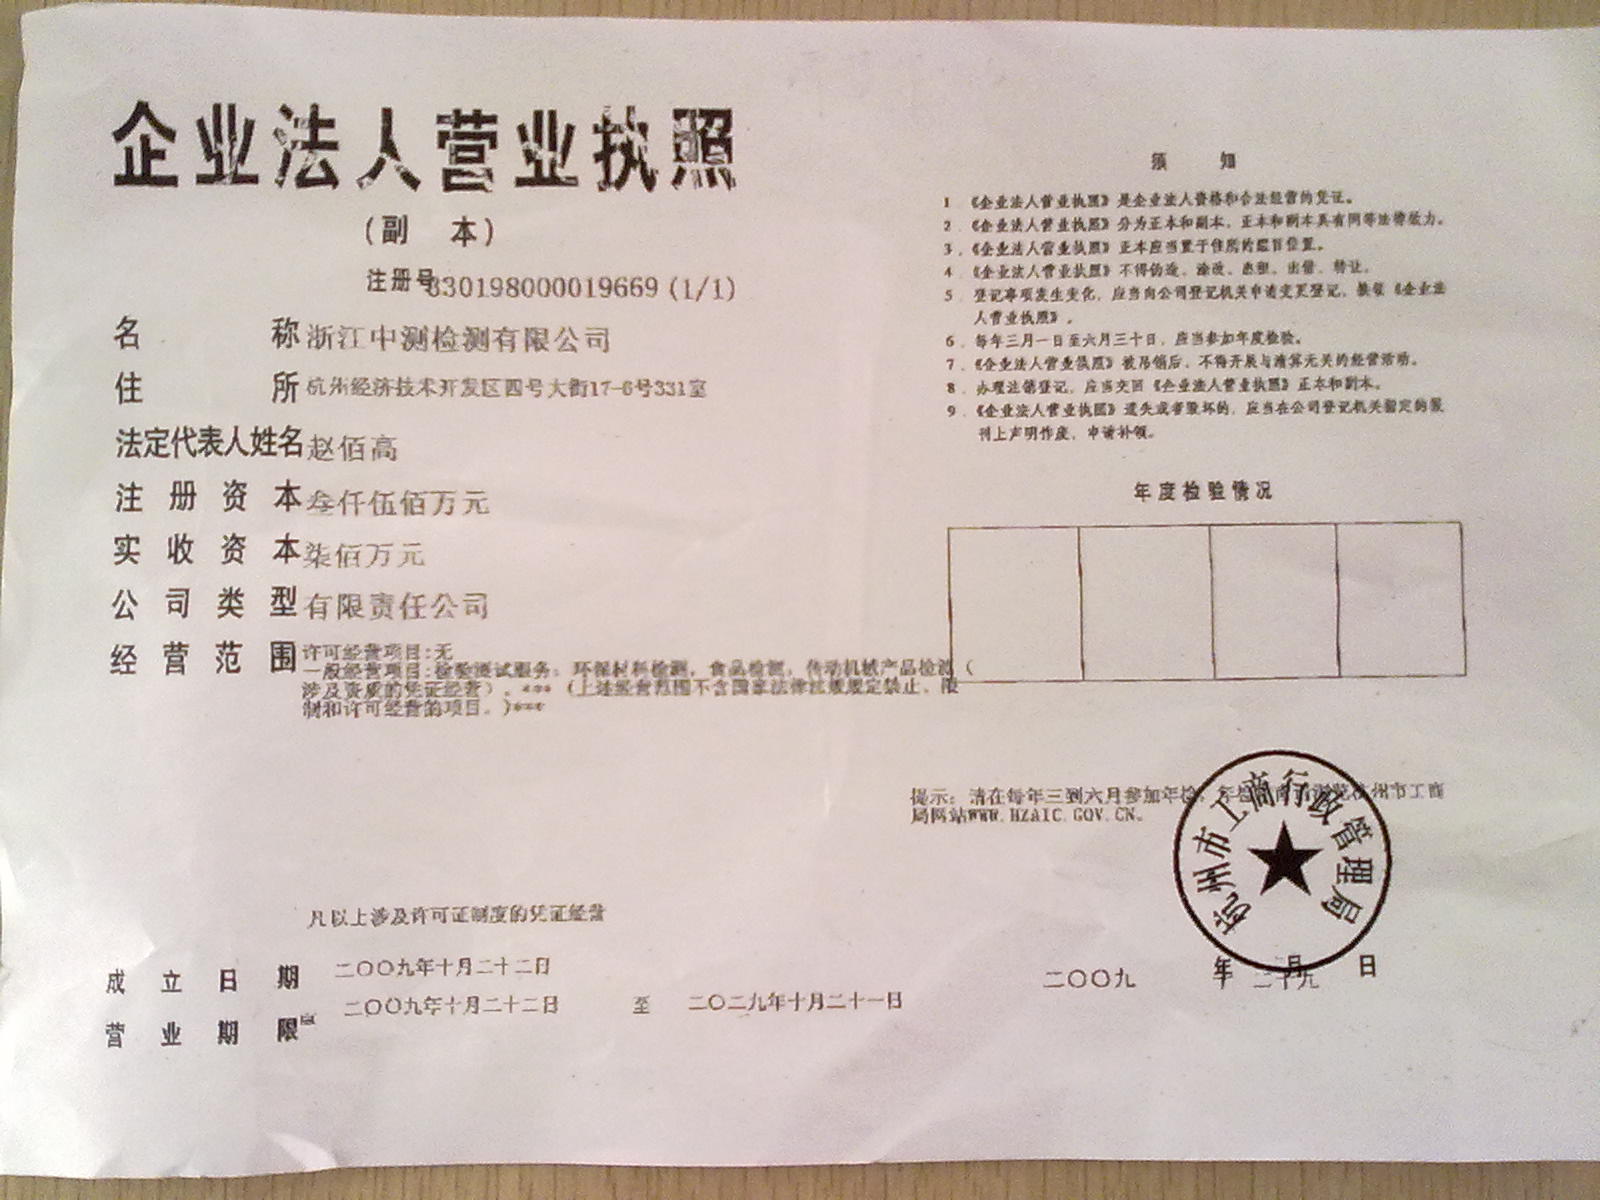 企业法人营业执照
（副 本）
注册号330198000019669 (1/1)
名 称 浙江中测检测有限公司
住 所 杭州经济技术开发区四号大街17-6号331室
法定代表人姓名 赵佰高
注册资本 叁仟伍佰万元
实收资本 柒佰万元
公司类型 有限责任公司
经营范围 许可经营项目:无
一般经营项目:检验测试服务：环保材料检测，食品检测，传动机械产品检测（
涉及资质的凭证经营）。***（上述经营范围不含国家法律法规规定禁止、限
制和许可经营的项目。)***
凡以上涉及许可证制度的凭证经营
成立日期 二〇〇九年十月二十二日
营业期限 二〇〇九年十月二十二日 至 二〇二九年十月二十一日
须 知
1．《企业法人营业执照》是企业法人资格和合法经营的凭证。
2．《企业法人营业执照》分为正本和副本，正本和副本具有同等法律效力。
3．《企业法人营业执照》正本应当置于住所的醒目位置。
4．《企业法人营业执照》不得伪造、涂改、出租、出借、转让。
5．登记事项发生变化，应当向公司登记机关申请变更登记，换领《企业法
人营业执照》。
6．每年三月一日至六月三十日，应当参加年度检验。
7．《企业法人营业执照》被吊销后，不得开展与清算无关的经营活动。
8．办理注销登记，应当交回《企业法人营业执照》正本和副本。
9．《企业法人营业执照》遗失或者毁坏的，应当在公司登记机关指定的报
刊上声明作废，申请补领。
年度检验情况
提示：请在每年三到六月参加年检，杭州市工商
局网站WWW.HZAIC.GOV.CN。
杭州市工商行政管理局
二〇〇九 年 月 日